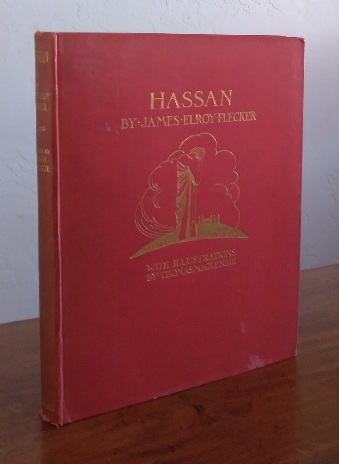 HASSAN
BY·JAMES·ELROY·FLECKER
WITH ILLUSTRATIONS
BY·THOMAS MACKENZIE